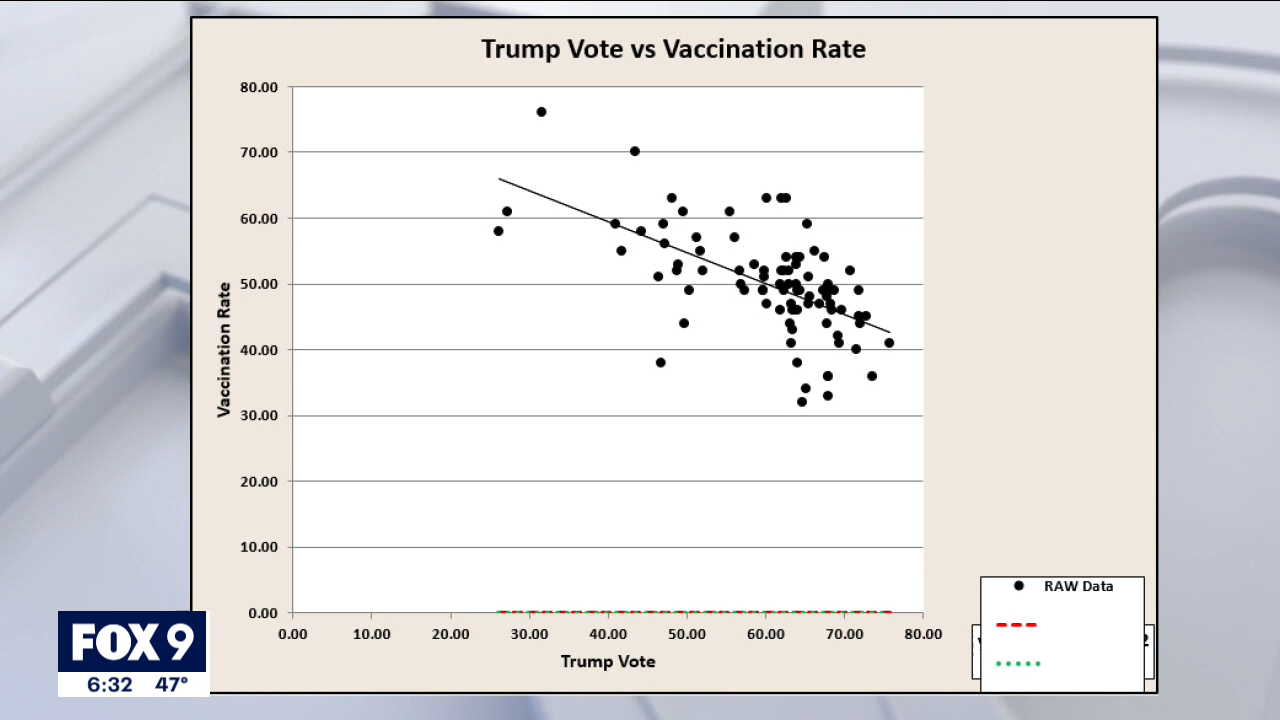 Trump Vote vs Vaccination Rate
80.00
70.00
60.00
50.00
40.00
30.00
20.00
10.00
0.00
Vaccination Rate
0.00 10.00 20.00 30.00 40.00 50.00 60.00 70.00 80.00
Trump Vote
RAW Data
FOX 9
6:32 47°